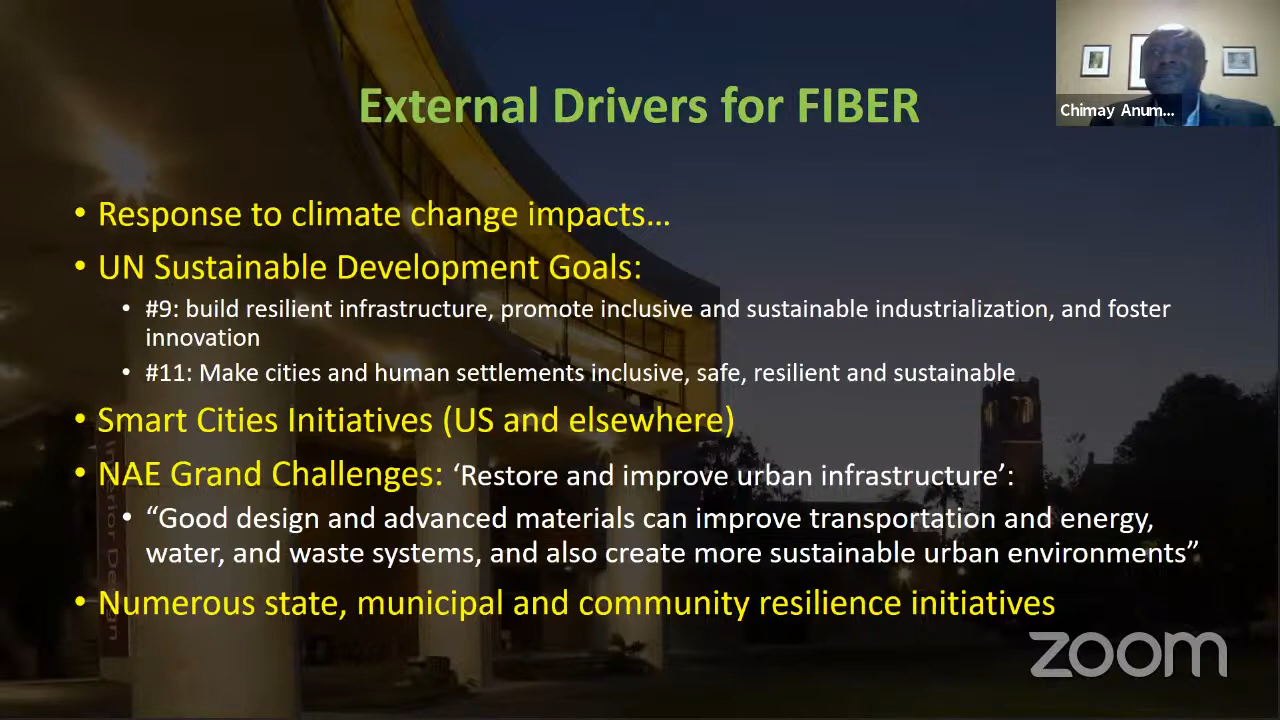 External Drivers for FIBER
Chimay Anum...
• Response to climate change impacts…
• UN Sustainable Development Goals:
• #9: build resilient infrastructure, promote inclusive and sustainable industrialization, and foster
innovation
• #11: Make cities and human settlements inclusive, safe, resilient and sustainable
• Smart Cities Initiatives (US and elsewhere)
• NAE Grand Challenges: ‘Restore and improve urban infrastructure’:
• “Good design and advanced materials can improve transportation and energy,
water, and waste systems, and also create more sustainable urban environments”
• Numerous state, municipal and community resilience initiatives
Interior Design
zoom